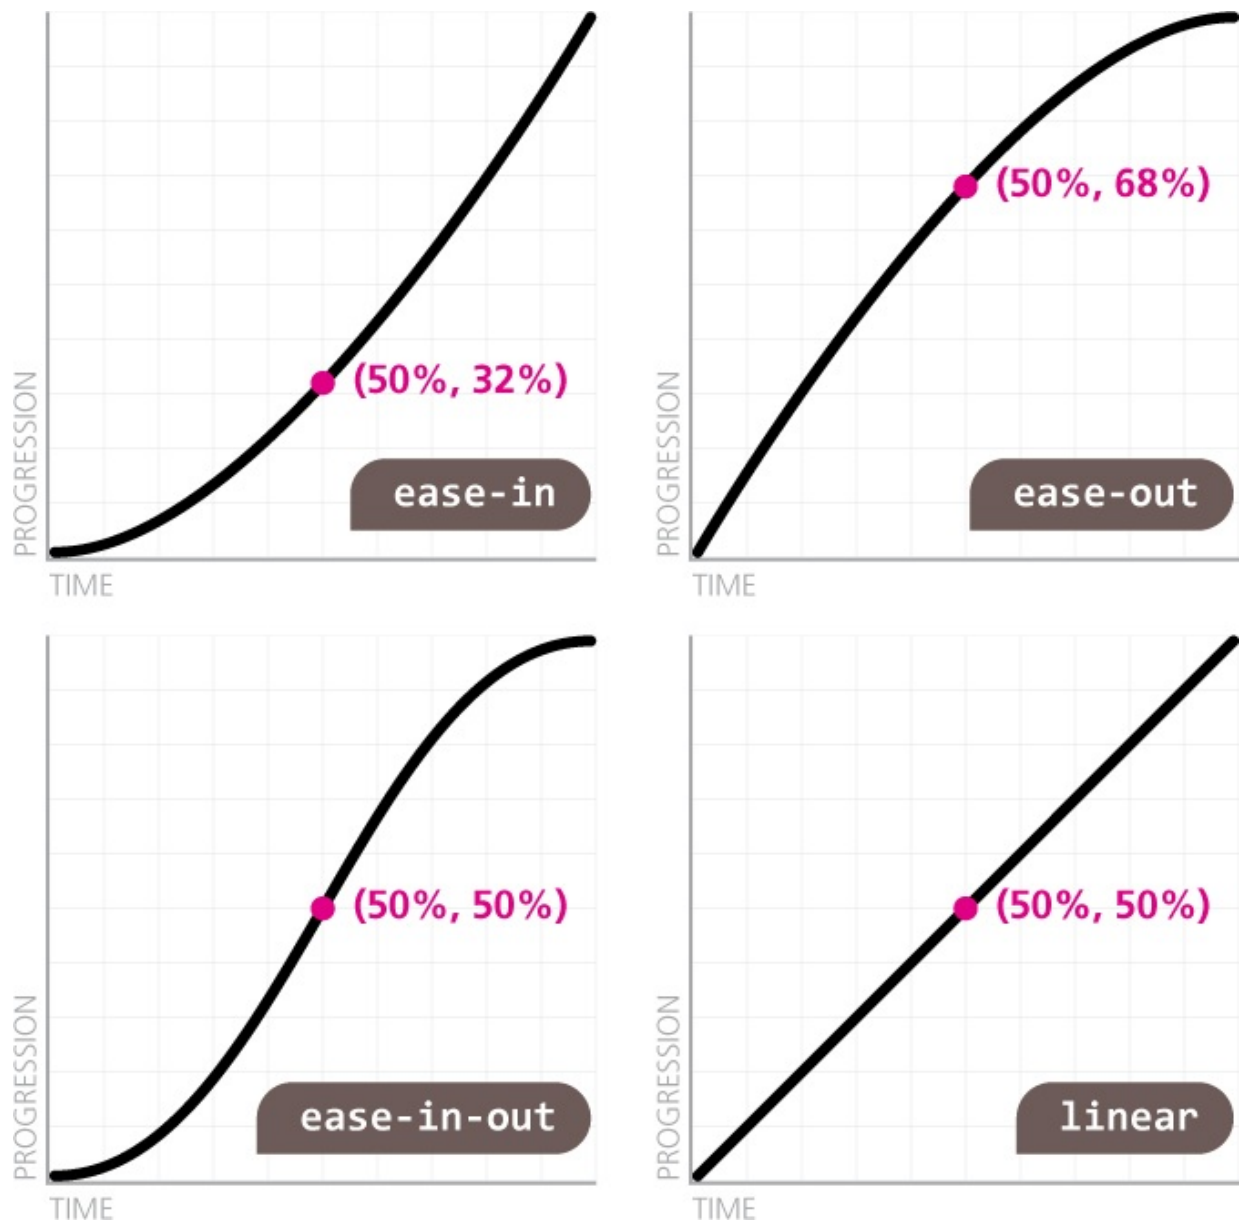 (50%, 32%)
PROGRESSION
ease-in
TIME
(50%, 68%)
PROGRESSION
ease-out
TIME
(50%, 50%)
PROGRESSION
ease-in-out
TIME
(50%, 50%)
PROGRESSION
linear
TIME